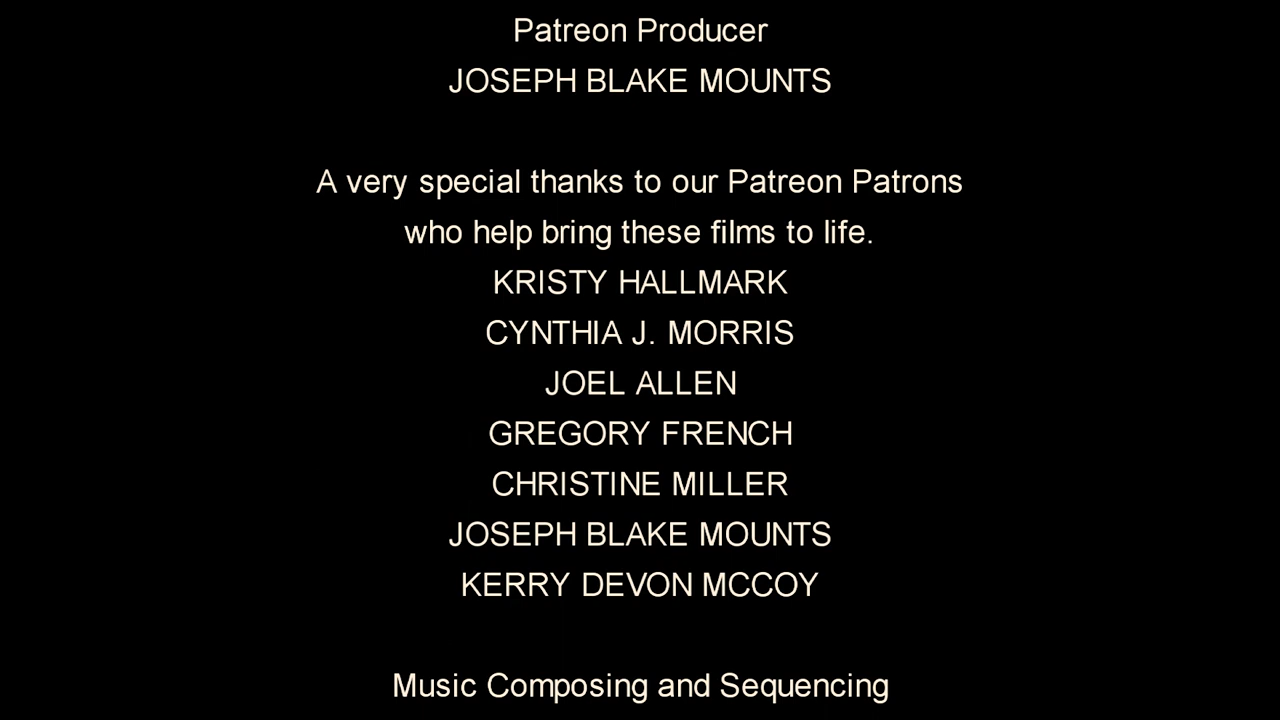 Patreon Producer
JOSEPH BLAKE MOUNTS
A very special thanks to our Patreon Patrons
who help bring these films to life.
KRISTY HALLMARK
CYNTHIA J. MORRIS
JOEL ALLEN
GREGORY FRENCH
CHRISTINE MILLER
JOSEPH BLAKE MOUNTS
KERRY DEVON MCCOY
Music Composing and Sequencing